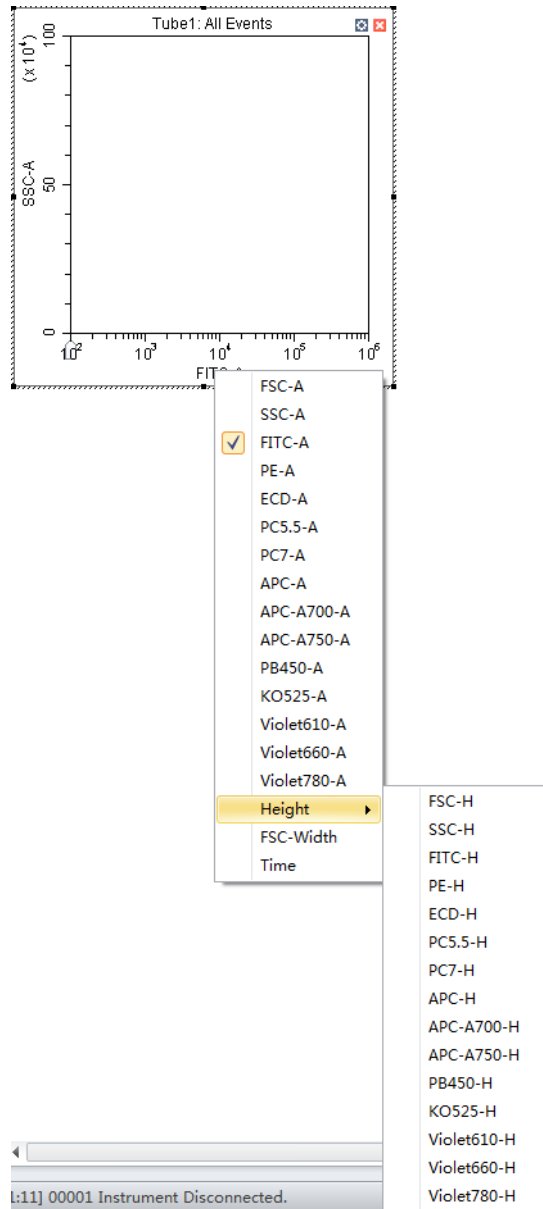 Tube1: All Events
(x10⁴)
100
SSC-A
50
0
10² 10³ 10⁴ 10⁵ 10⁶
FSC-A
SSC-A
FITC-A
PE-A
ECD-A
PC5.5-A
PC7-A
APC-A
APC-A700-A
APC-A750-A
PB450-A
KO525-A
Violet610-A
Violet660-A
Violet780-A
Height
FSC-Width
Time
FSC-H
SSC-H
FITC-H
PE-H
ECD-H
PC5.5-H
PC7-H
APC-H
APC-A700-H
APC-A750-H
PB450-H
KO525-H
Violet610-H
Violet660-H
Violet780-H
1:11] 00001 Instrument Disconnected.